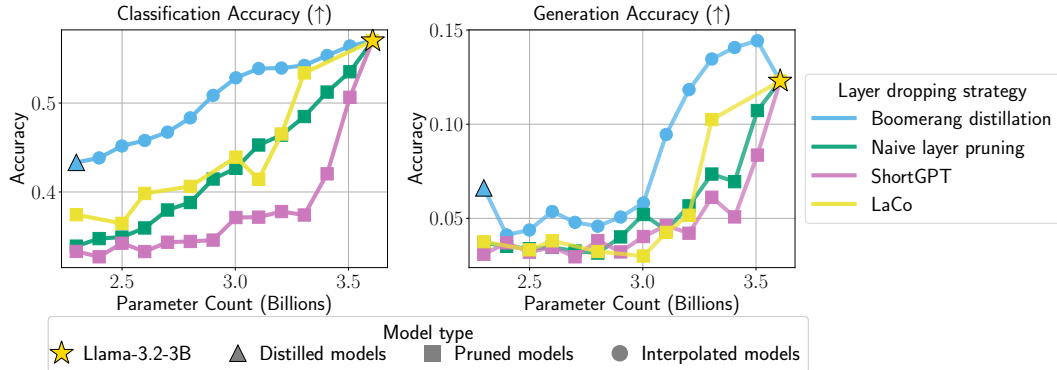 Classification Accuracy (↑)
Generation Accuracy (↑)
Accuracy
0.5
0.4
2.5
3.0
3.5
Parameter Count (Billions)
Accuracy
0.15
0.10
0.05
2.5
3.0
3.5
Parameter Count (Billions)
Layer dropping strategy
Boomerang distillation
Naive layer pruning
ShortGPT
LaCo
Model type
Llama-3.2-3B
Distilled models
Pruned models
Interpolated models